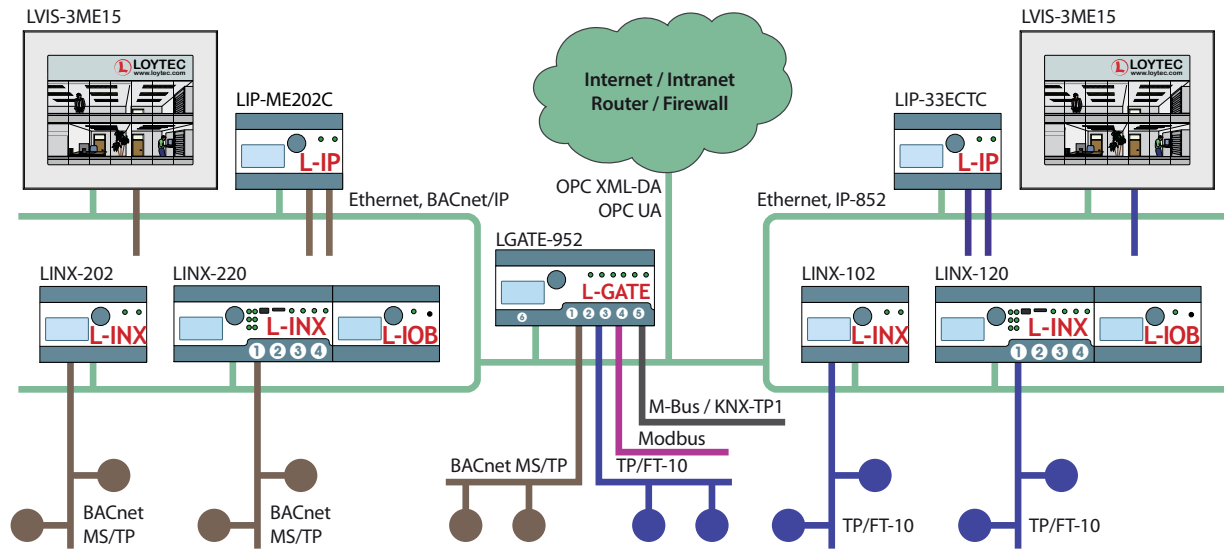 LVIS-3ME15
LOYTEC
www.loytec.com
LIP-ME202C
L-IP
Ethernet, BACnet/IP
Internet / Intranet
Router / Firewall
OPC XML-DA
OPC UA
LIP-33ECTC
L-IP
Ethernet, IP-852
LVIS-3ME15
LOYTEC
www.loytec.com
LINX-202
L-INX
LINX-220
L-INX
1 2 3 4
L-IOB
LGATE-952
L-GATE
6
1 2 3 4 5
LINX-102
L-INX
LINX-120
L-INX
1 2 3 4
L-IOB
M-Bus / KNX-TP1
Modbus
BACnet MS/TP
TP/FT-10
BACnet
MS/TP
BACnet
MS/TP
TP/FT-10
TP/FT-10